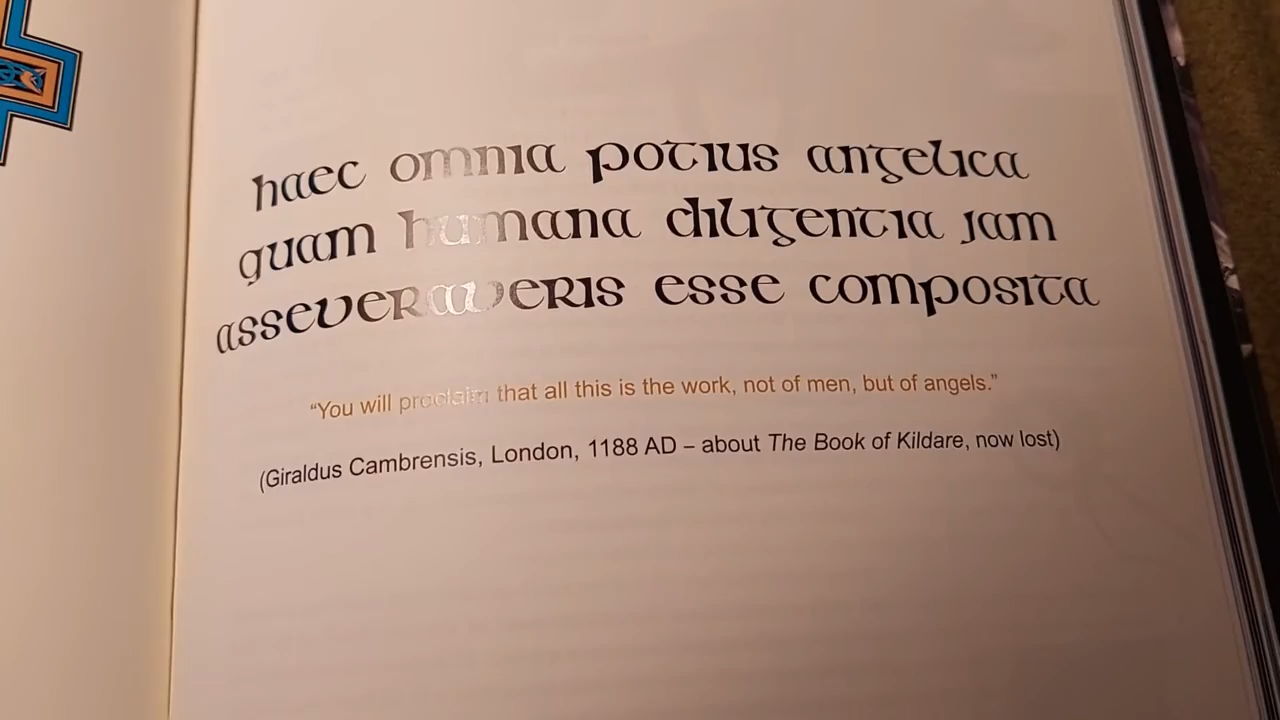 haec omnia potius angelica
quam humana diligentia jam
asseveraveris esse composita
“You will proclaim that all this is the work, not of men, but of angels.”
(Giraldus Cambrensis, London, 1188 AD – about The Book of Kildare, now lost)